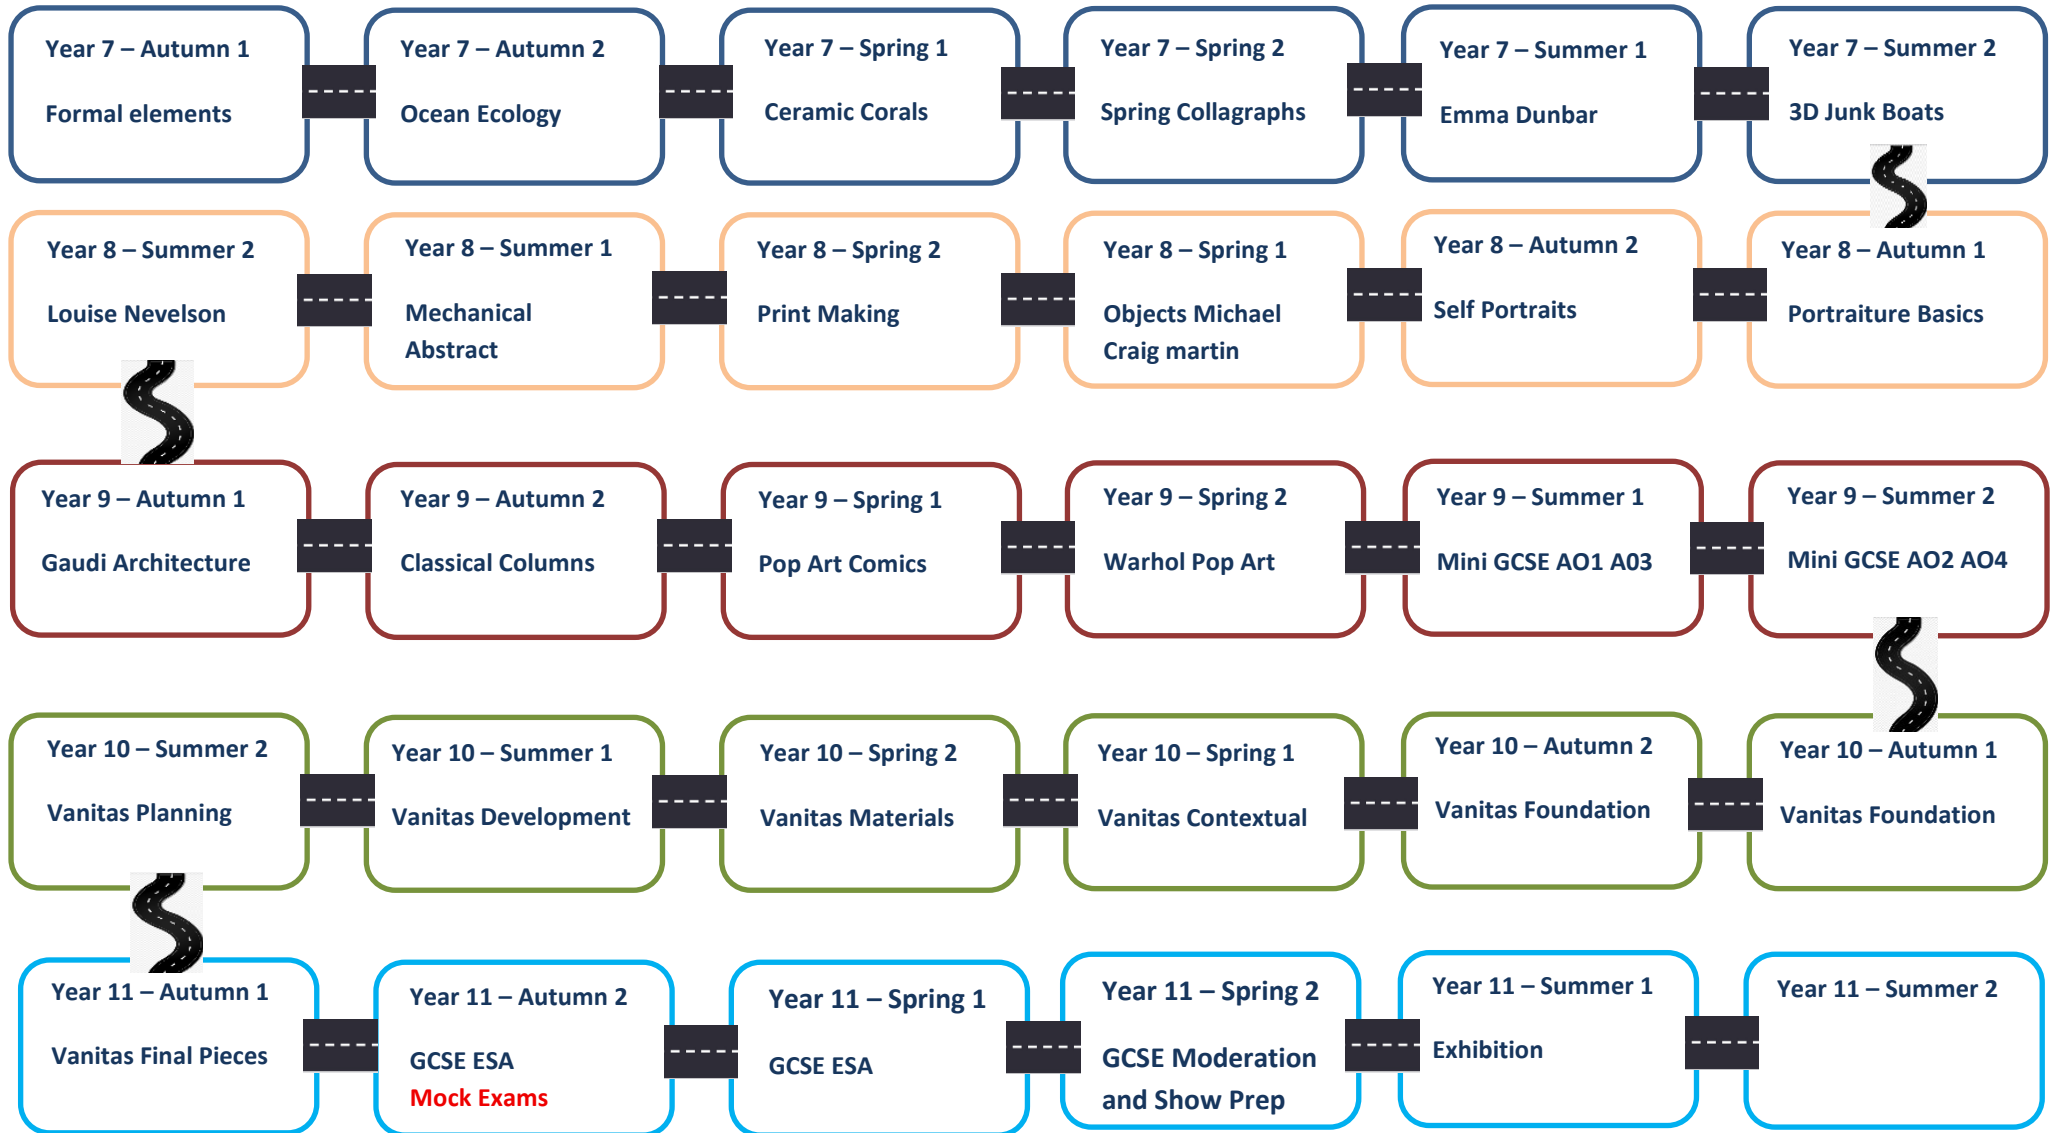 Year 7 – Autumn 1
Formal elements
Year 7 – Autumn 2
Ocean Ecology
Year 7 – Spring 1
Ceramic Corals
Year 7 – Spring 2
Spring Collagraphs
Year 7 – Summer 1
Emma Dunbar
Year 7 – Summer 2
3D Junk Boats
Year 8 – Summer 2
Louise Nevelson
Year 8 – Summer 1
Mechanical
Abstract
Year 8 – Spring 2
Print Making
Year 8 – Spring 1
Objects Michael
Craig martin
Year 8 – Autumn 2
Self Portraits
Year 8 – Autumn 1
Portraiture Basics
Year 9 – Autumn 1
Gaudi Architecture
Year 9 – Autumn 2
Classical Columns
Year 9 – Spring 1
Pop Art Comics
Year 9 – Spring 2
Warhol Pop Art
Year 9 – Summer 1
Mini GCSE AO1 A03
Year 9 – Summer 2
Mini GCSE AO2 AO4
Year 10 – Summer 2
Vanitas Planning
Year 10 – Summer 1
Vanitas Development
Year 10 – Spring 2
Vanitas Materials
Year 10 – Spring 1
Vanitas Contextual
Year 10 – Autumn 2
Vanitas Foundation
Year 10 – Autumn 1
Vanitas Foundation
Year 11 – Autumn 1
Vanitas Final Pieces
Year 11 – Autumn 2
GCSE ESA
Mock Exams
Year 11 – Spring 1
GCSE ESA
Year 11 – Spring 2
GCSE Moderation
and Show Prep
Year 11 – Summer 1
Exhibition
Year 11 – Summer 2